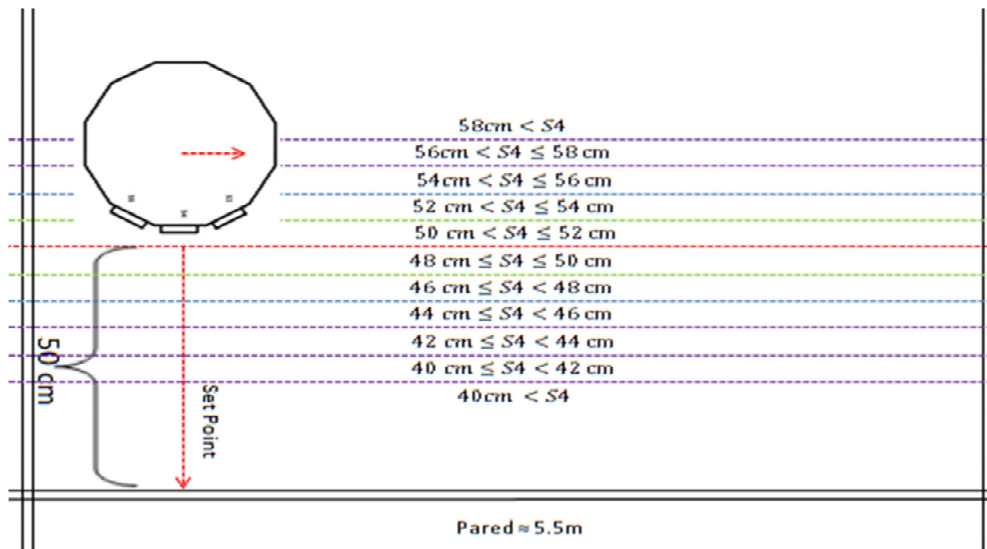 58cm < S4
56cm < S4 ≤ 58 cm
54cm < S4 ≤ 56 cm
52 cm < S4 ≤ 54 cm
50 cm < S4 ≤ 52 cm
48 cm ≤ S4 ≤ 50 cm
46 cm ≤ S4 < 48 cm
44 cm ≤ S4 < 46 cm
42 cm ≤ S4 < 44 cm
40 cm ≤ S4 < 42 cm
40cm < S4
50 cm
Set Point
Pared ≈ 5.5m